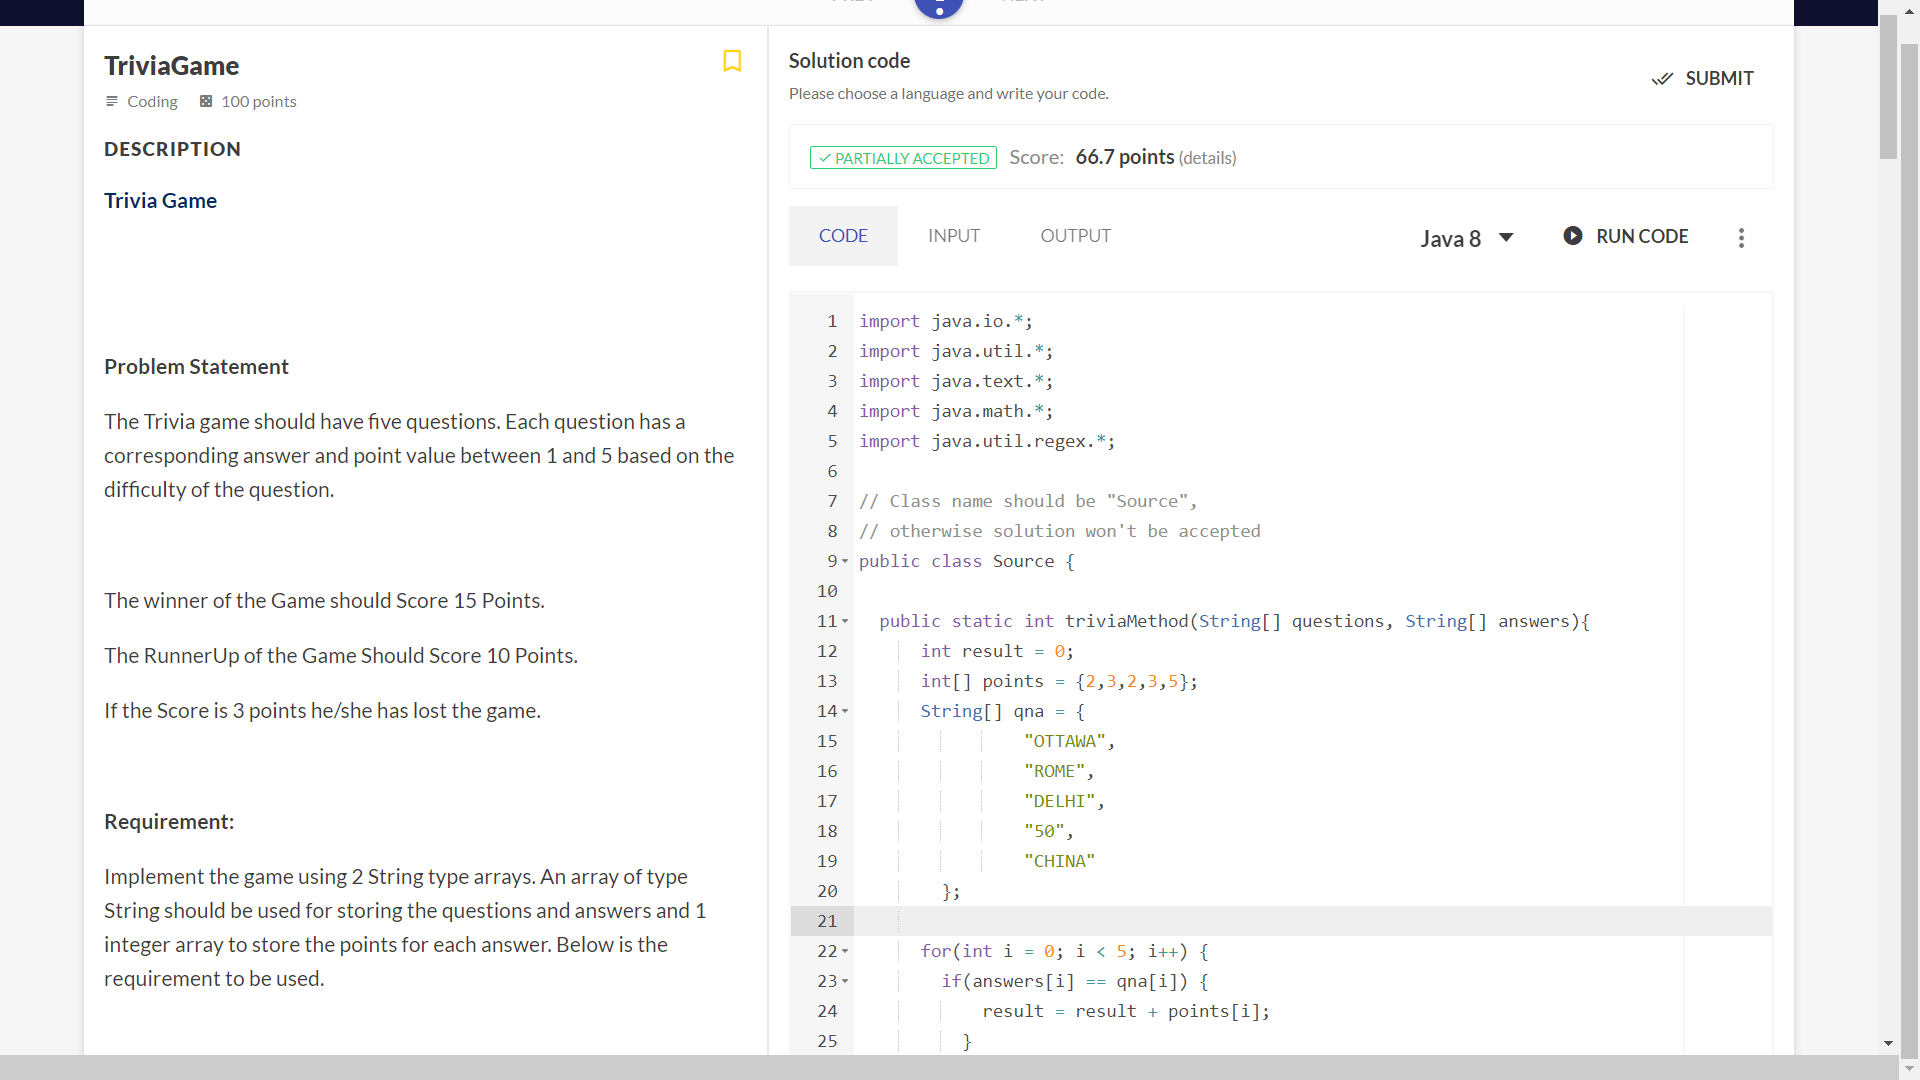 TriviaGame
Coding 100 points
DESCRIPTION
Trivia Game
Problem Statement
The Trivia game should have five questions. Each question has a
corresponding answer and point value between 1 and 5 based on the
difficulty of the question.
The winner of the Game should Score 15 Points.
The RunnerUp of the Game Should Score 10 Points.
If the Score is 3 points he/she has lost the game.
Requirement:
Implement the game using 2 String type arrays. An array of type
String should be used for storing the questions and answers and 1
integer array to store the points for each answer. Below is the
requirement to be used.
Solution code
Please choose a language and write your code.
SUBMIT
PARTIALLY ACCEPTED Score: 66.7 points (details)
CODE INPUT OUTPUT Java 8 RUN CODE
1 import java.io.*;
2 import java.util.*;
3 import java.text.*;
4 import java.math.*;
5 import java.util.regex.*;
6
7 // Class name should be "Source",
8 // otherwise solution won't be accepted
9 public class Source {
10
11 public static int triviaMethod(String[] questions, String[] answers){
12 int result = 0;
13 int[] points = {2,3,2,3,5};
14 String[] qna = {
15 "OTTAWA",
16 "ROME",
17 "DELHI",
18 "50",
19 "CHINA"
20 };
21
22 for(int i = 0; i < 5; i++) {
23 if(answers[i] == qna[i]) {
24 result = result + points[i];
25 }